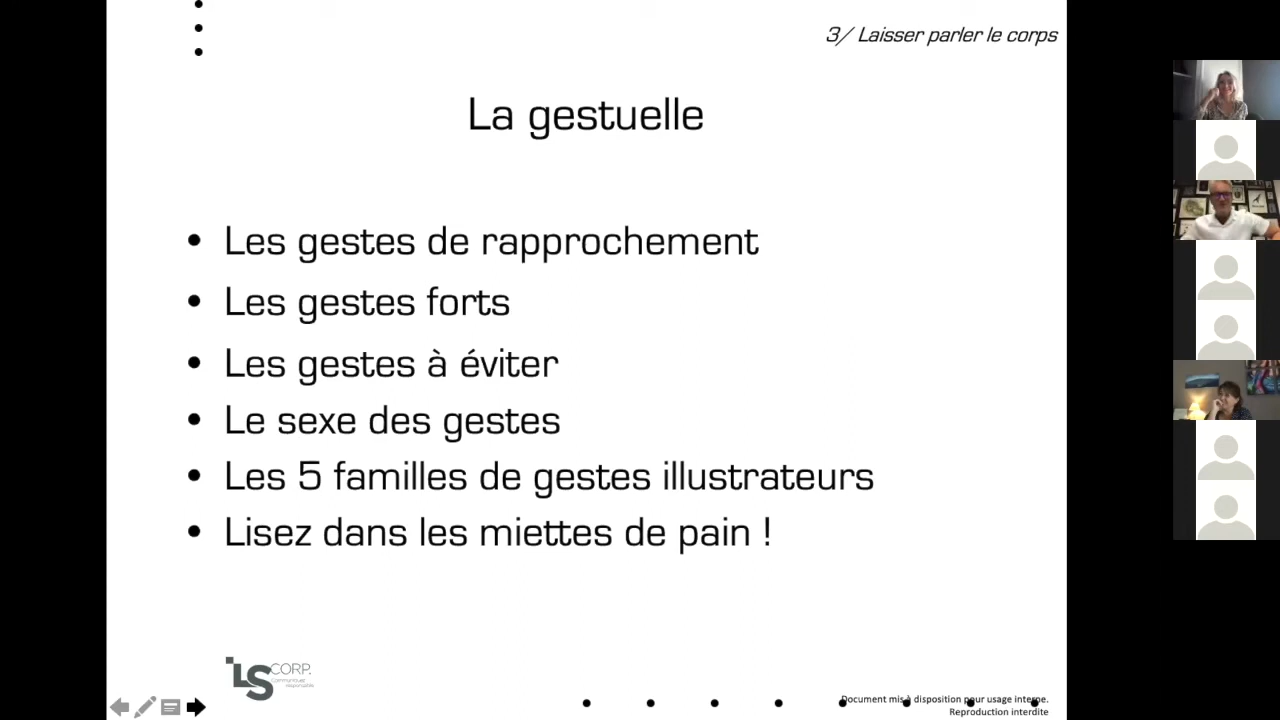 3/ Laisser parler le corps
La gestuelle
• Les gestes de rapprochement
• Les gestes forts
• Les gestes à éviter
• Le sexe des gestes
• Les 5 familles de gestes illustrateurs
• Lisez dans les miettes de pain !
LS CORP.
Communiquez
responsables
Document mis à disposition pour usage interne.
Reproduction interdite